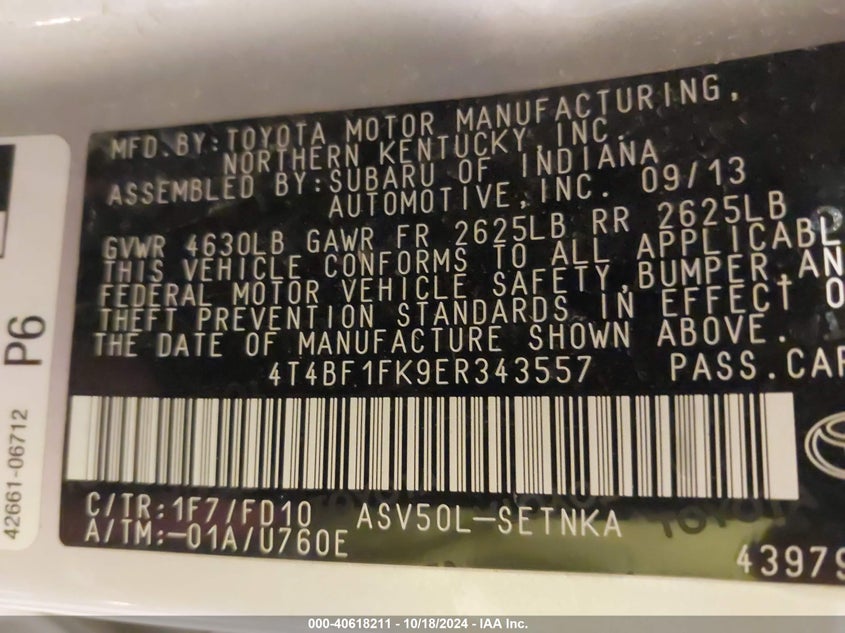 MFD.BY:TOYOTA MOTOR MANUFACTURING,
NORTHERN KENTUCKY,INC.
ASSEMBLED BY:SUBARU OF INDIANA
AUTOMOTIVE,INC. 09/13
GVWR 4630LB GAWR FR 2625LB RR 2625LB
THIS VEHICLE CONFORMS TO ALL APPLICABL
FEDERAL MOTOR VEHICLE SAFETY,BUMPER,AN
THEFT PREVENTION STANDARDS IN EFFECT O
THE DATE OF MANUFACTURE SHOWN ABOVE.
4T4BF1FK9ER343557 PASS.CAR
C/TR:1F7/FD10 ASV50L-SETNKA
A/TM:-01A/U760E
43979
P6
42661-06712
000-40618211 - 10/18/2024 - IAA Inc.